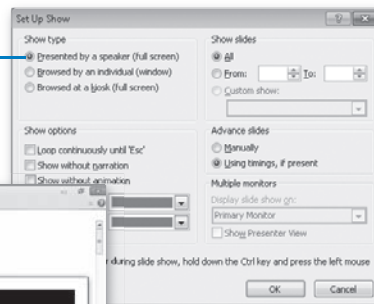 Set Up Show
Show type
Presented by a speaker (full screen)
Browsed by an individual (window)
Browsed at a kiosk (full screen)
Show slides
All
From:
To:
Custom show:
Show options
Loop continuously until 'Esc'
Show without narration
Show without animation
Advance slides
Manually
Using timings, if present
Multiple monitors
Display slide show on:
Primary Monitor
Show Presenter View
during slide show, hold down the Ctrl key and press the left mouse
OK
Cancel